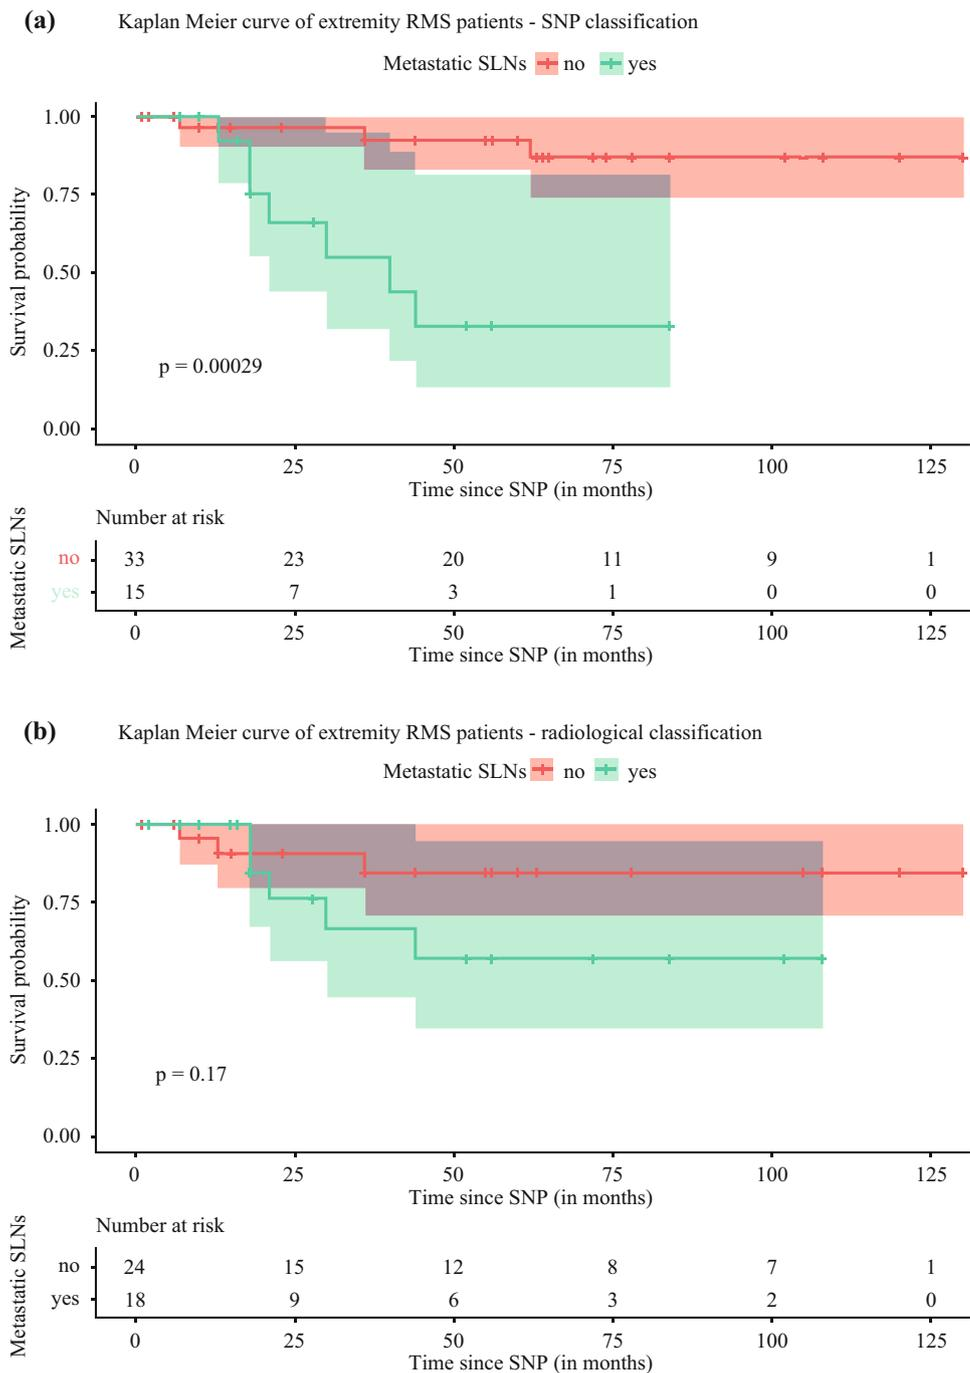 (a) Kaplan Meier curve of extremity RMS patients - SNP classification
Metastatic SLNs no yes
1.00
0.75
0.50
0.25
0.00
Survival probability
p = 0.00029
0 25 50 75 100 125
Time since SNP (in months)
Number at risk
Metastatic SLNs
no 33 23 20 11 9 1
yes 15 7 3 1 0 0
0 25 50 75 100 125
Time since SNP (in months)
(b) Kaplan Meier curve of extremity RMS patients - radiological classification
Metastatic SLNs no yes
1.00
0.75
0.50
0.25
0.00
Survival probability
p = 0.17
0 25 50 75 100 125
Time since SNP (in months)
Number at risk
Metastatic SLNs
no 24 15 12 8 7 1
yes 18 9 6 3 2 0
0 25 50 75 100 125
Time since SNP (in months)